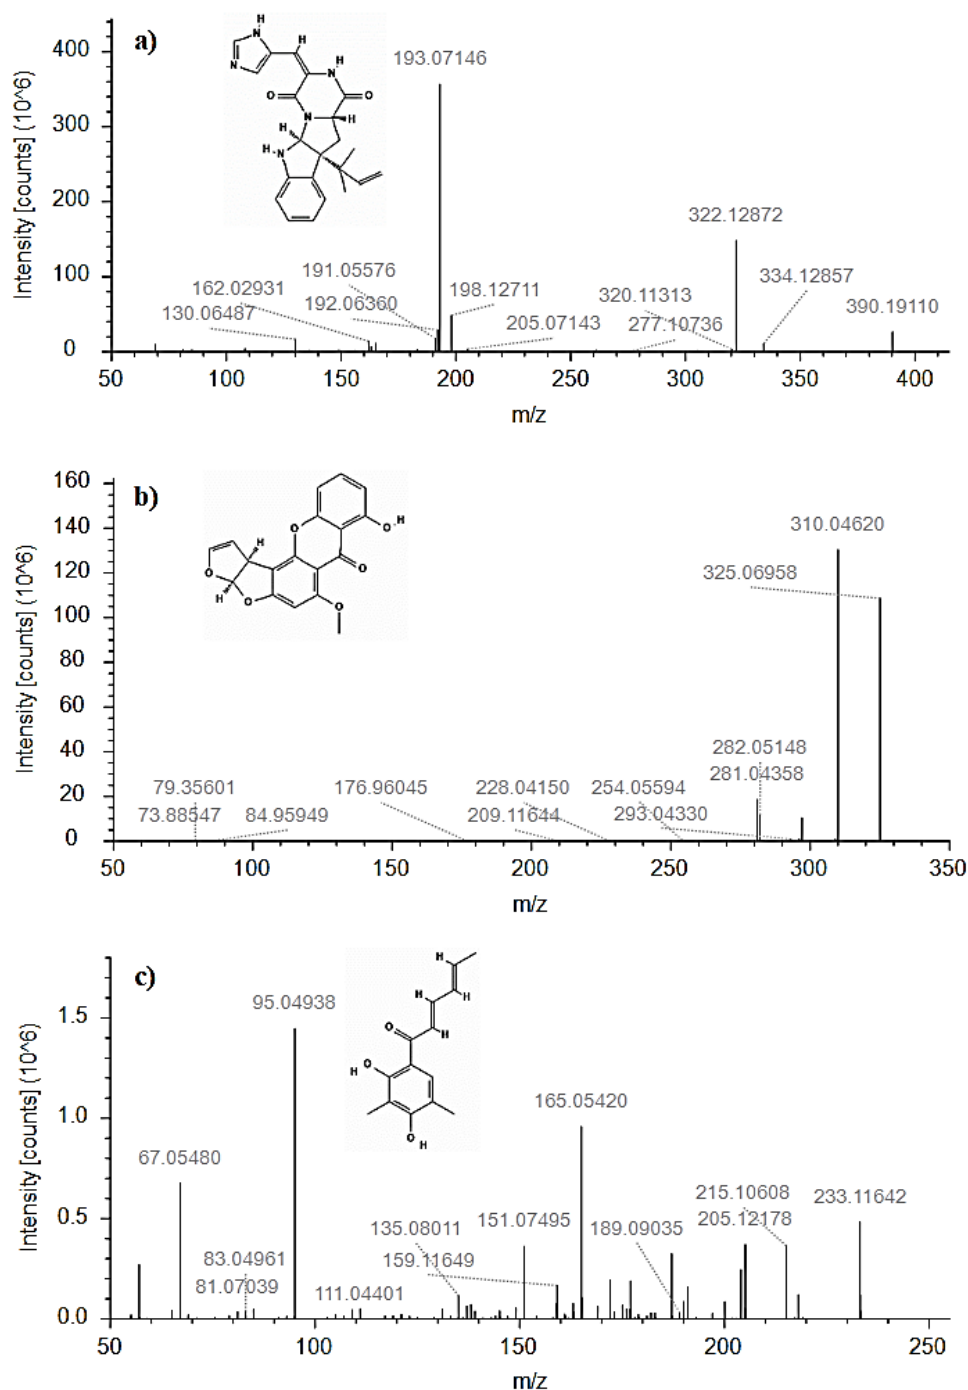 a)
Intensity [counts] (10^6)
400
300
200
100
0
H
N
H
N
N
H
O
O
N
H
H
H
N
193.07146
322.12872
191.05576
162.02931
192.06360
130.06487
198.12711
205.07143
320.11313
277.10736
334.12857
390.19110
50 100 150 200 250 300 350 400
m/z
b)
Intensity [counts] (10^6)
160
140
120
100
80
60
40
20
0
O
O
H
H
O
O
H
O
O
310.04620
325.06958
282.05148
281.04358
79.35601
176.96045
228.04150
254.05594
73.88547
84.95949
209.11644
293.04330
50 100 150 200 250 300 350
m/z
c)
Intensity [counts] (10^6)
1.5
1.0
0.5
0.0
H
H
H
O
H
H
O
O
H
95.04938
165.05420
67.05480
215.10608
233.11642
135.08011
151.07495
189.09035
205.12178
83.04961
159.11649
81.07039
111.04401
50 100 150 200 250
m/z